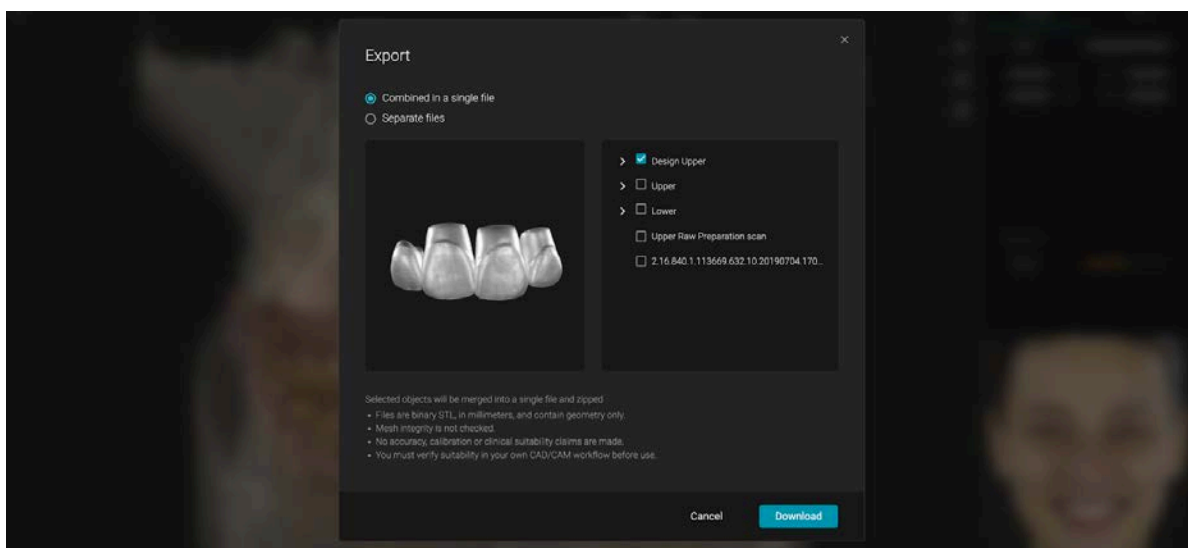 Export
Combined in a single file
Separate files
Design Upper
Upper
Lower
Upper Raw Preparation scan
2.16.840.1.113669.632.10.20190704.170...
Selected objects will be merged into a single file and zipped
• Files are binary STL, in millimeters, and contain geometry only.
• Mesh integrity is not checked.
• No accuracy, calibration or clinical suitability claims are made.
• You must verify suitability in your own CAD/CAM workflow before use.
Cancel
Download